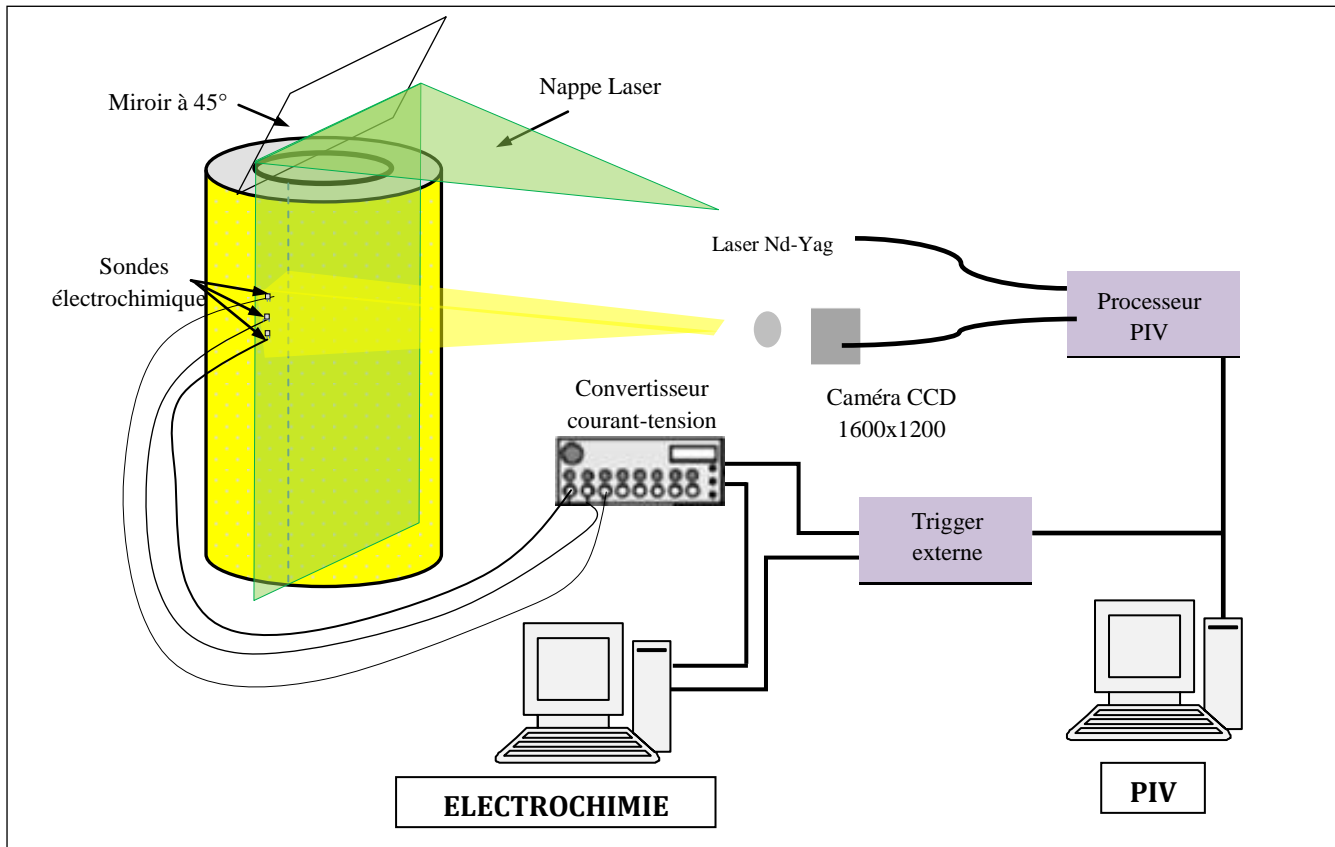 Miroir à 45°
Nappe Laser
Laser Nd-Yag
Sondes
électrochimique
Processeur
PIV
Convertisseur
courant-tension
Caméra CCD
1600x1200
Trigger
externe
ELECTROCHIMIE
PIV